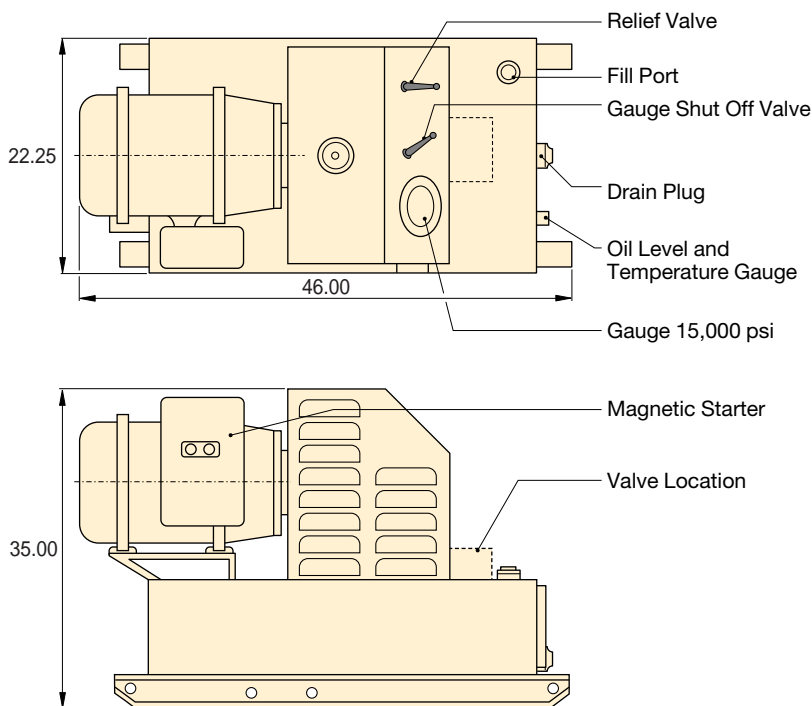 Relief Valve
Fill Port
Gauge Shut Off Valve
22.25
Drain Plug
Oil Level and
Temperature Gauge
46.00
Gauge 15,000 psi
Magnetic Starter
Valve Location
35.00